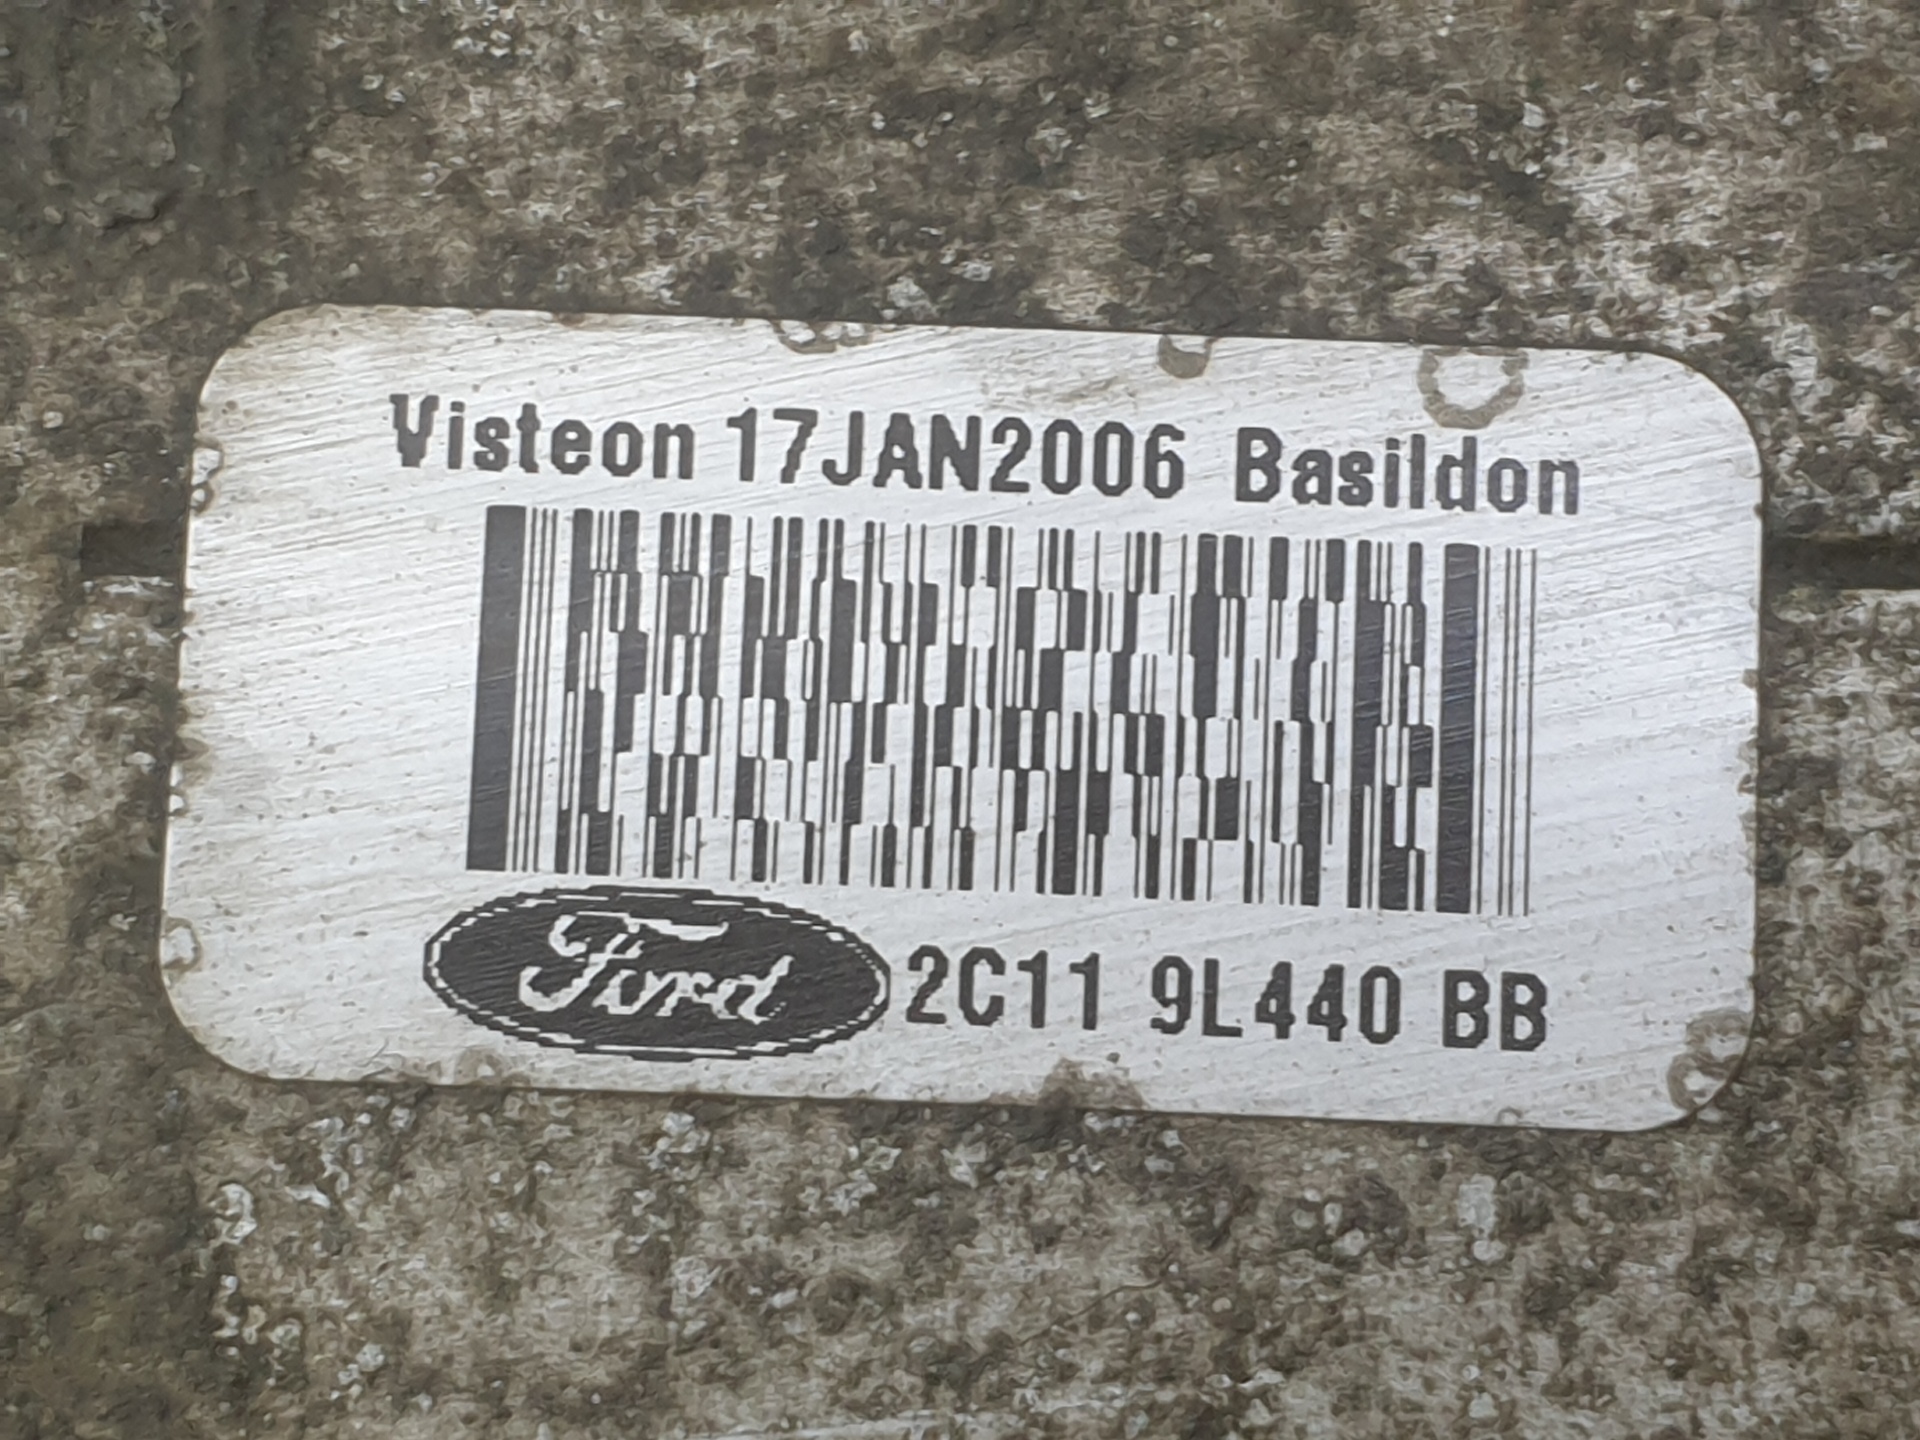 Visteon 17JAN2006 Basildon
Ford 2C11 9L440 BB